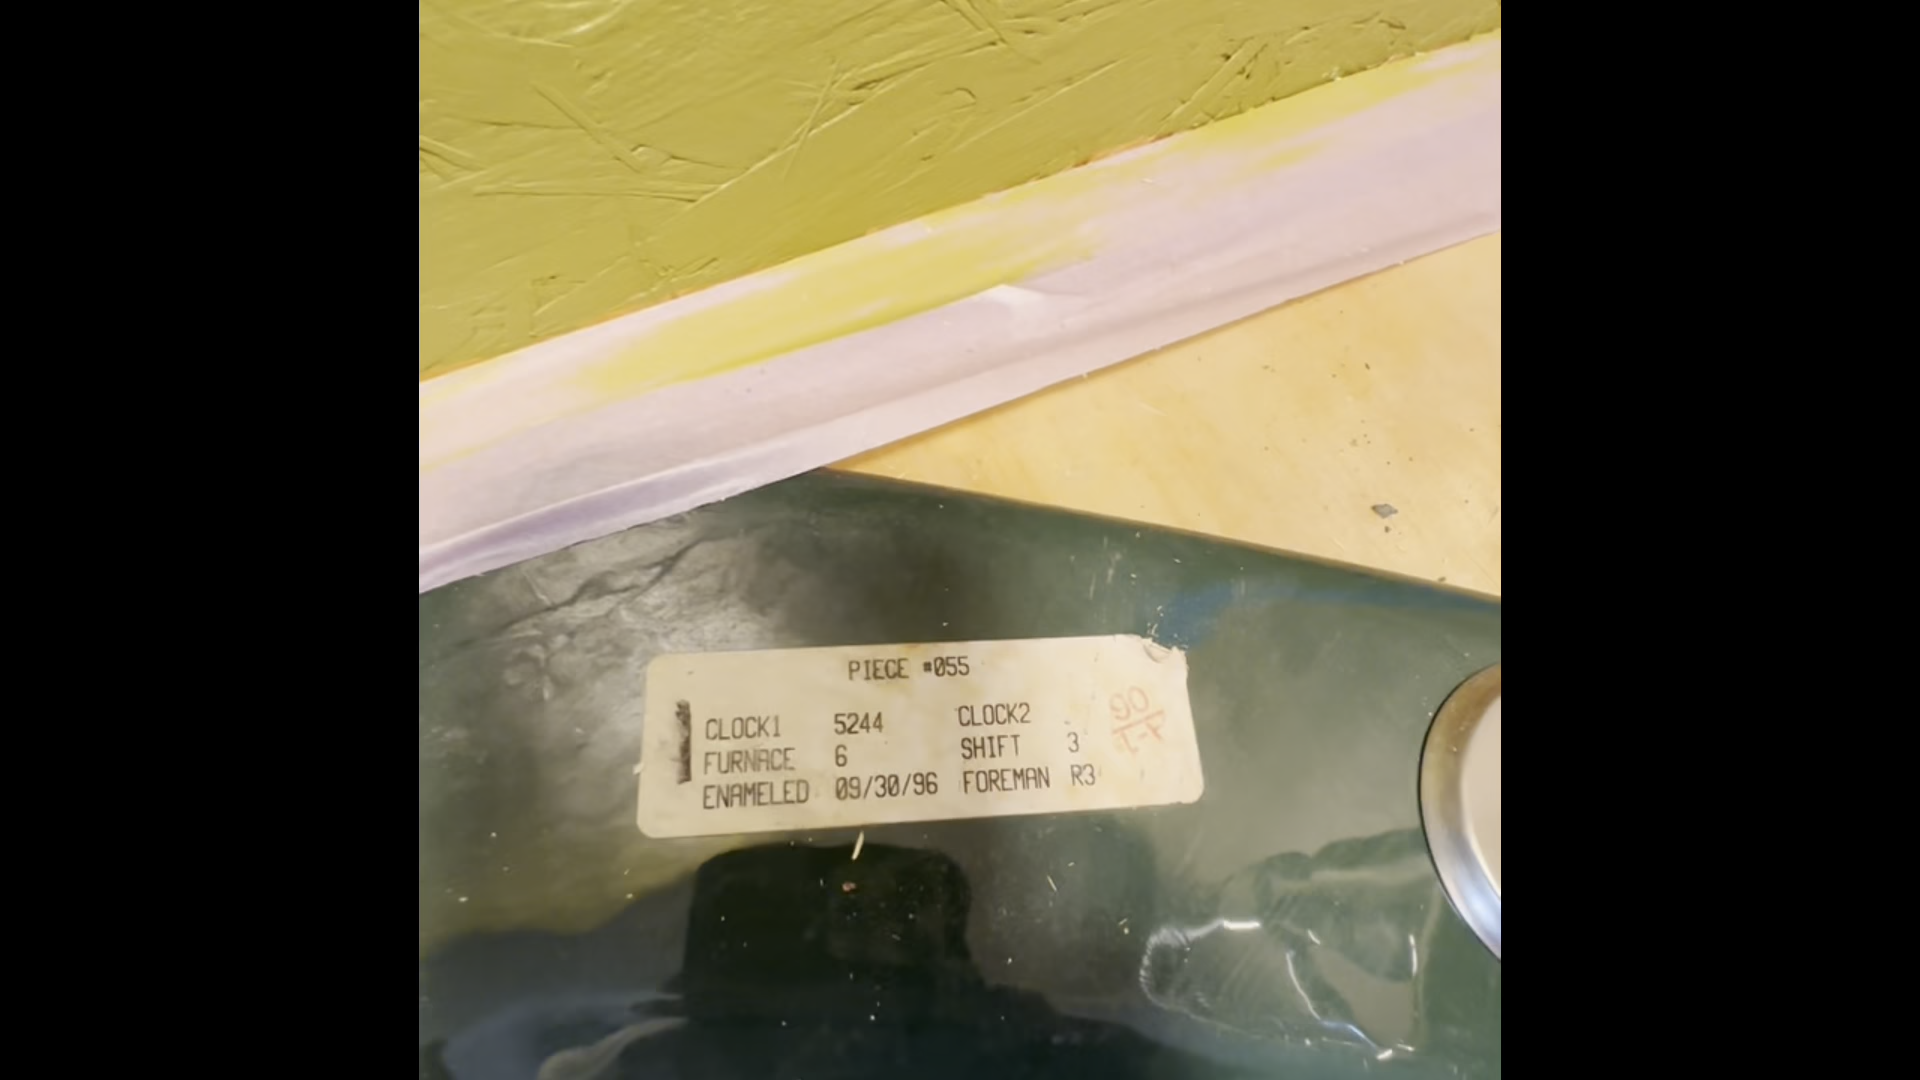 PIECE #055
CLOCK1 5244 CLOCK2
FURNACE 6 SHIFT 3
ENAMELED 09/30/96 FOREMAN R3